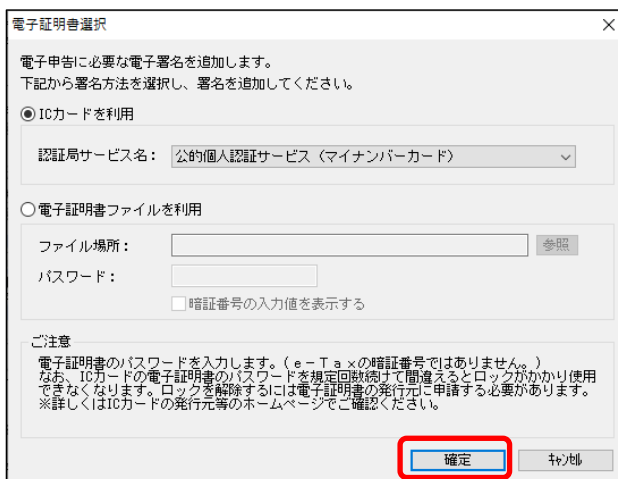 電子証明書選択
電子申告に必要な電子署名を追加します。
下記から署名方法を選択し、署名を追加してください。
ICカードを利用
認証局サービス名： 公的個人認証サービス（マイナンバーカード）
電子証明書ファイルを利用
ファイル場所： 参照
パスワード：
暗証番号の入力値を表示する
ご注意
電子証明書のパスワードを入力します。(ｅ－Ｔａｘの暗証番号ではありません。)
なお、ICカードの電子証明書のパスワードを規定回数続けて間違えるとロックがかかり使用
できなくなります。ロックを解除するには電子証明書の発行元に申請する必要があります。
※詳しくはICカードの発行元等のホームページでご確認ください。
確定 ｷｬﾝｾﾙ